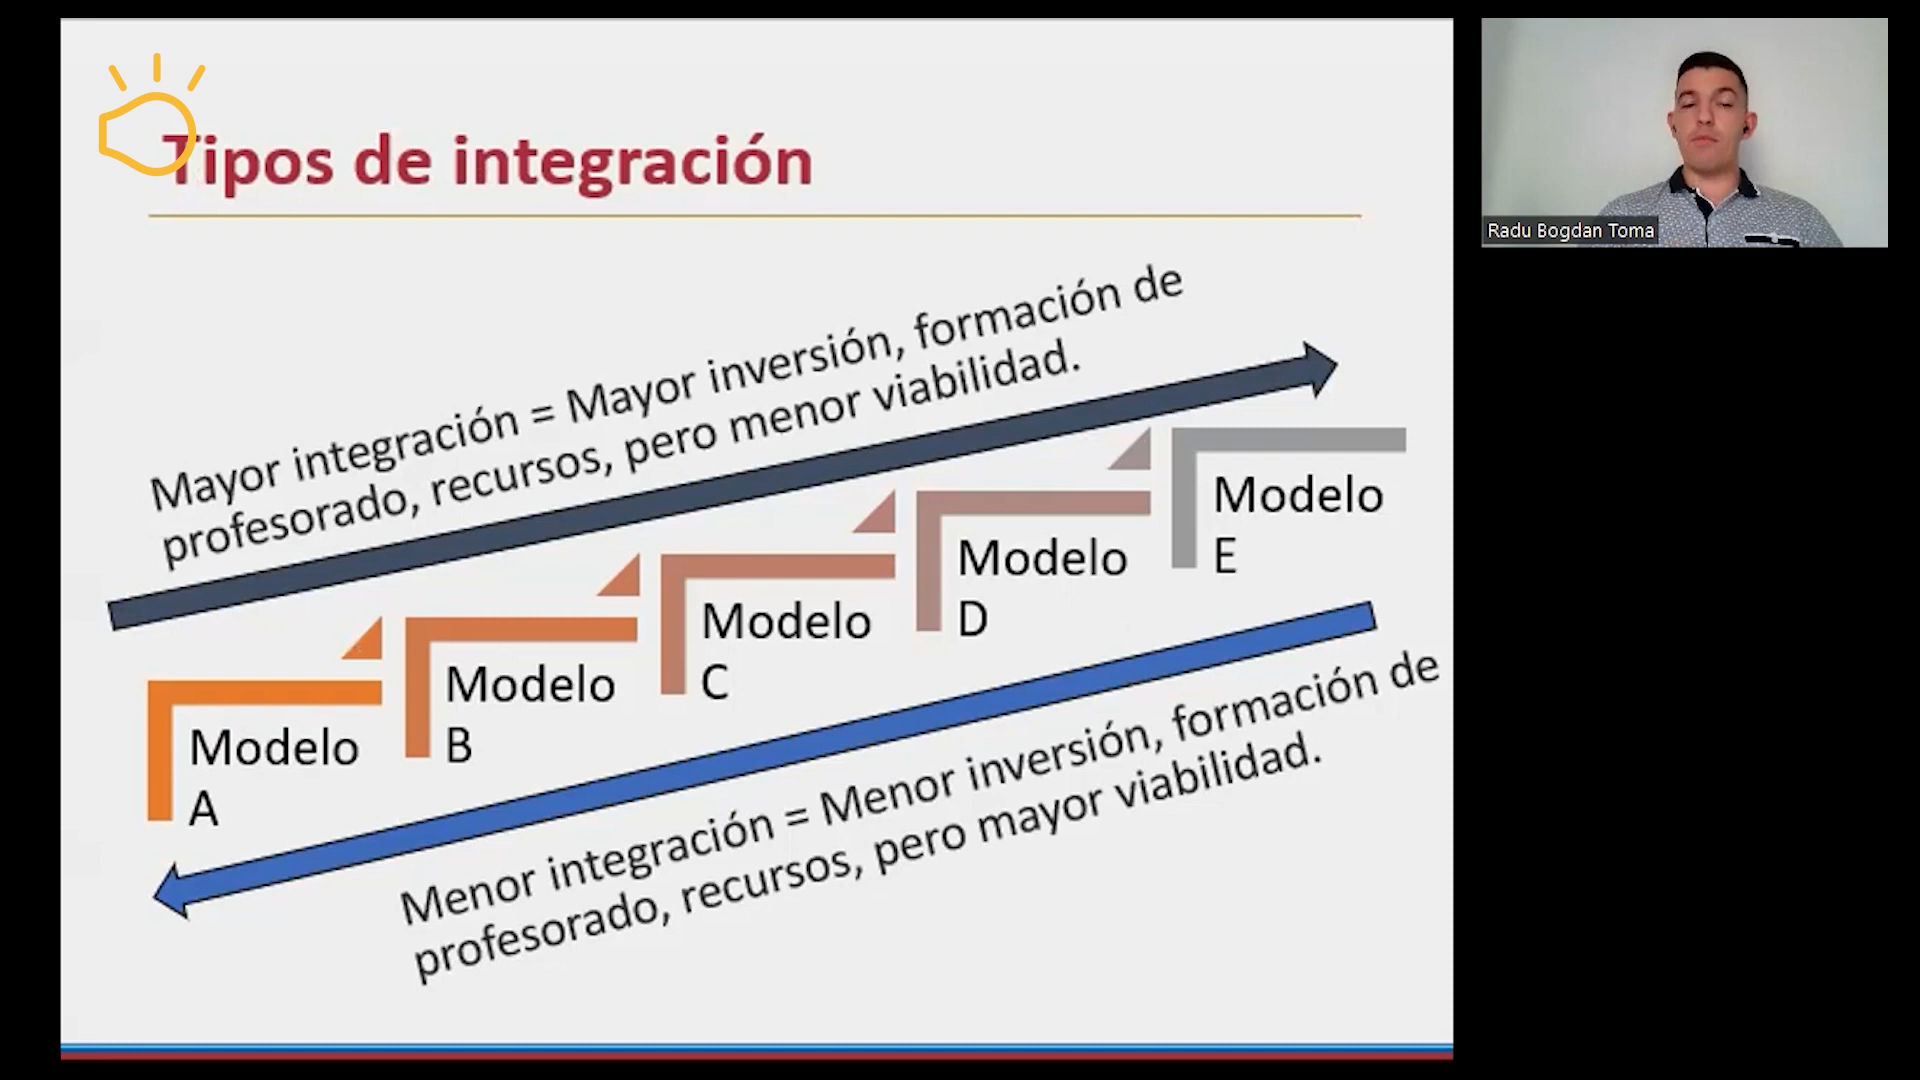 Tipos de integración
Mayor integración = Mayor inversión, formación de
profesorado, recursos, pero menor viabilidad.
Modelo
A
Modelo
B
Modelo
C
Modelo
D
Modelo
E
Menor integración = Menor inversión, formación de
profesorado, recursos, pero mayor viabilidad.
Radu Bogdan Toma